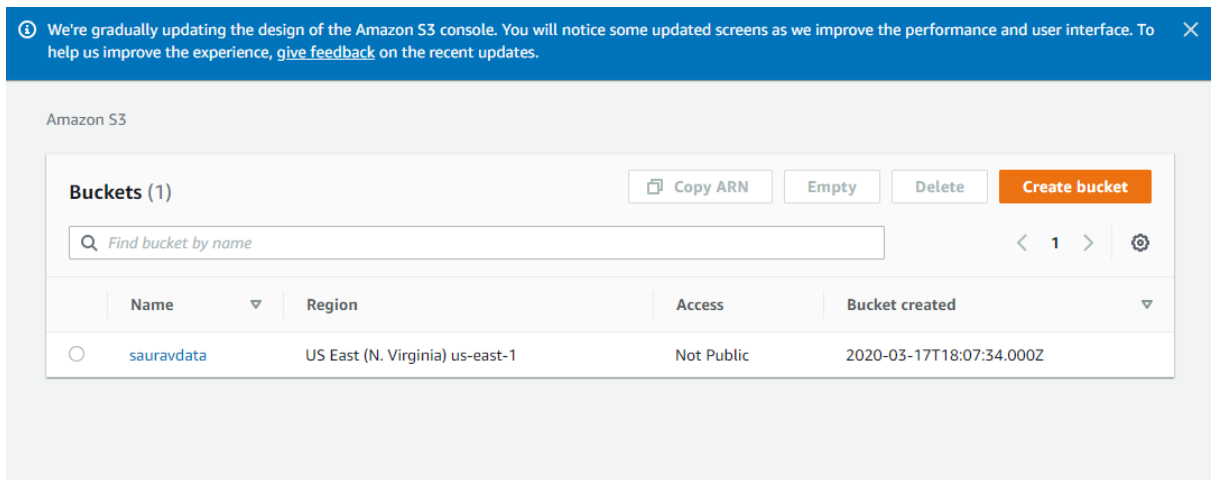 We're gradually updating the design of the Amazon S3 console. You will notice some updated screens as we improve the performance and user interface. To
help us improve the experience, give feedback on the recent updates.
Amazon S3
Buckets (1)
Copy ARN
Empty
Delete
Create bucket
Find bucket by name
1
Name Region Access Bucket created
sauravdata US East (N. Virginia) us-east-1 Not Public 2020-03-17T18:07:34.000Z